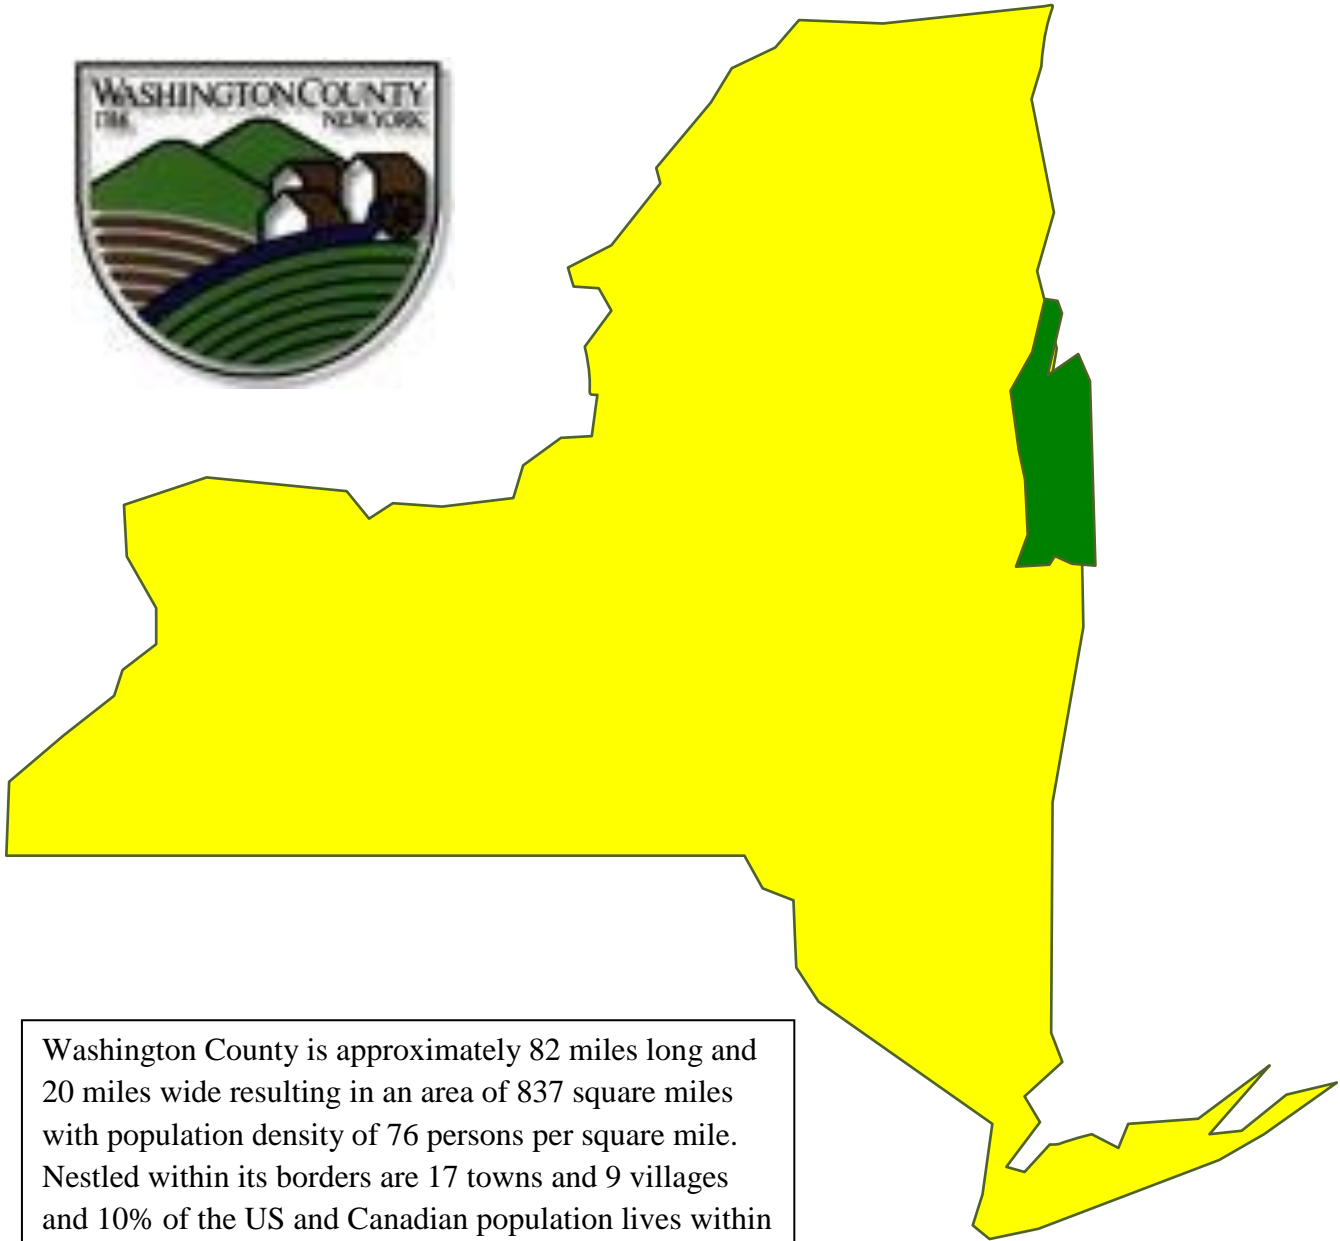 WASHINGTON COUNTY
NEW YORK
Washington County is approximately 82 miles long and
20 miles wide resulting in an area of 837 square miles
with population density of 76 persons per square mile.
Nestled within its borders are 17 towns and 9 villages
and 10% of the US and Canadian population lives within